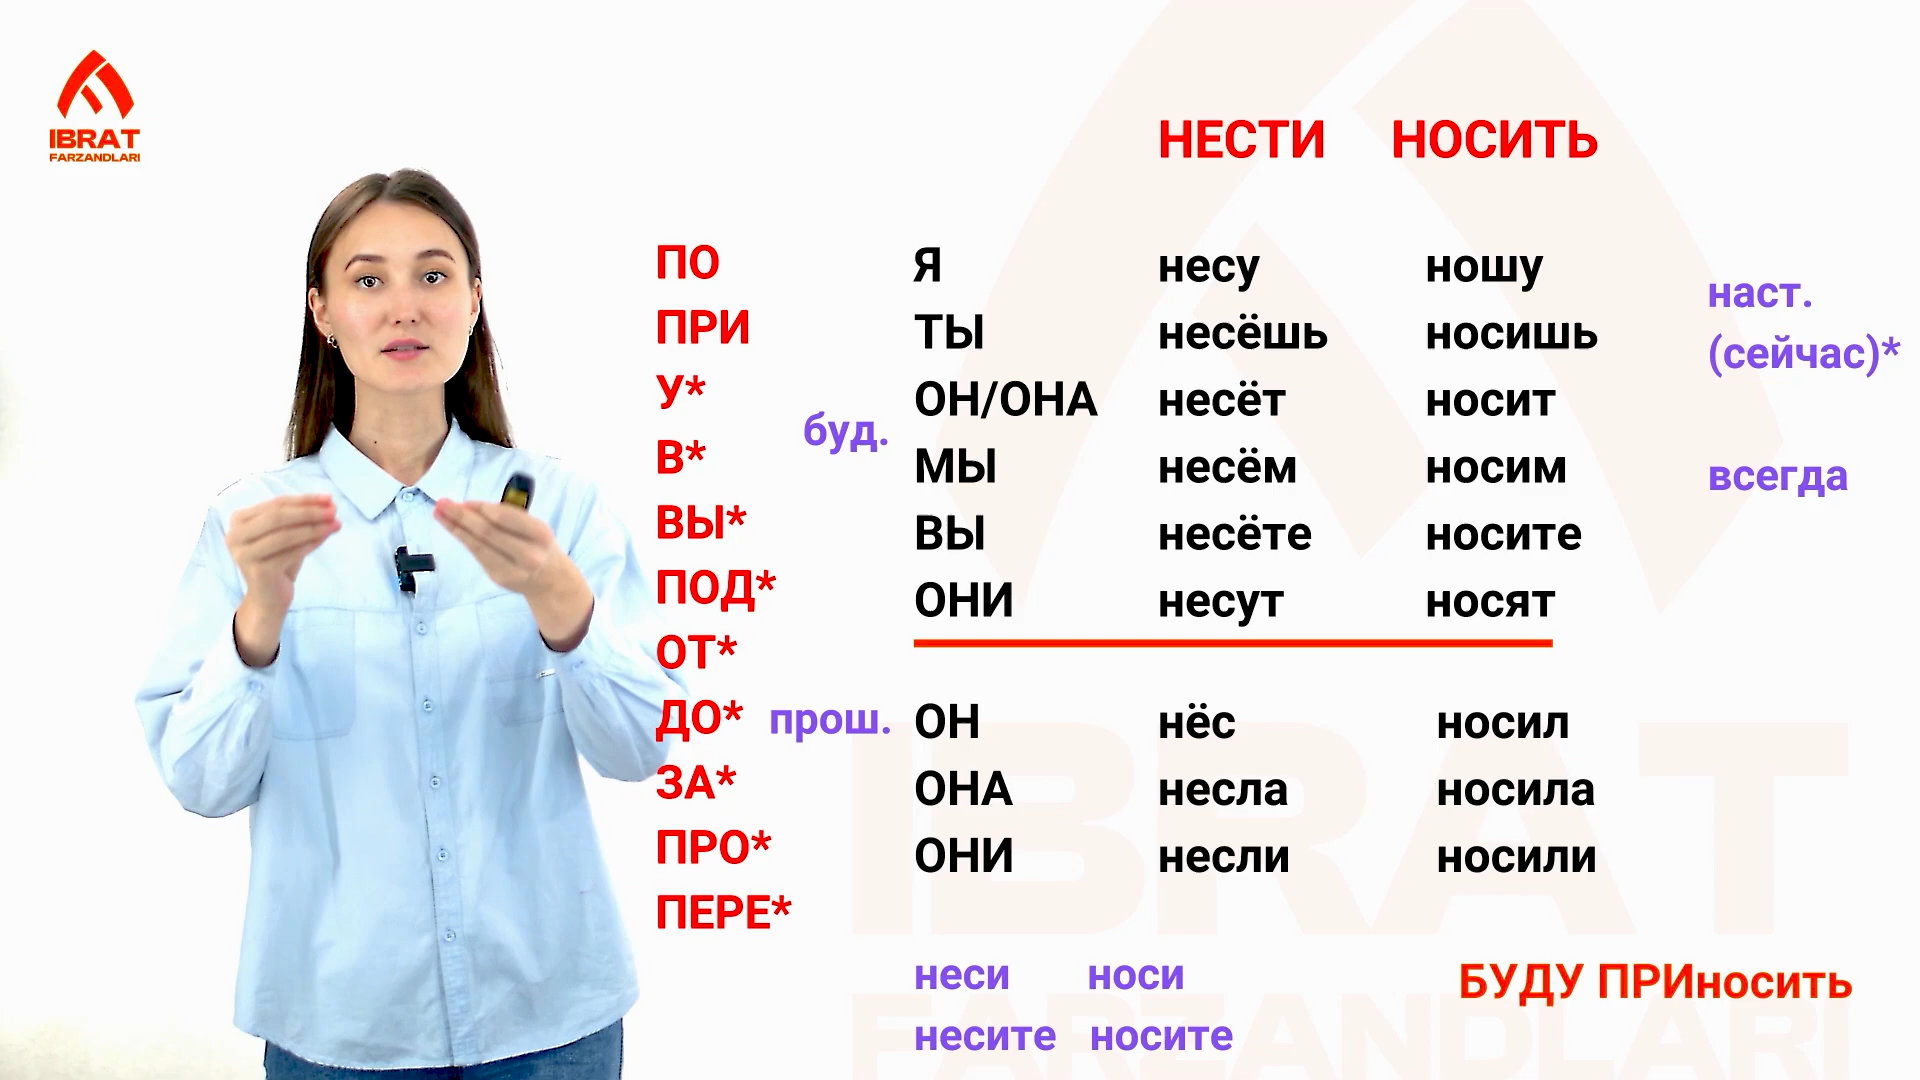 IBRAT
FARZANDLARI
НЕСТИ НОСИТЬ
ПО
ПРИ
У*
В*
ВЫ*
ПОД*
ОТ*
ДО*
ЗА*
ПРО*
ПЕРЕ*
буд.
прош.
Я несу ношу
ТЫ несёшь носишь
ОН/ОНА несёт носит
МЫ несём носим
ВЫ несёте носите
ОНИ несут носят
наст.
(сейчас)*
всегда
ОН нёс носил
ОНА несла носила
ОНИ несли носили
неси носи
несите носите
БУДУ ПРИносить
IBRAT
FARZANDLARI